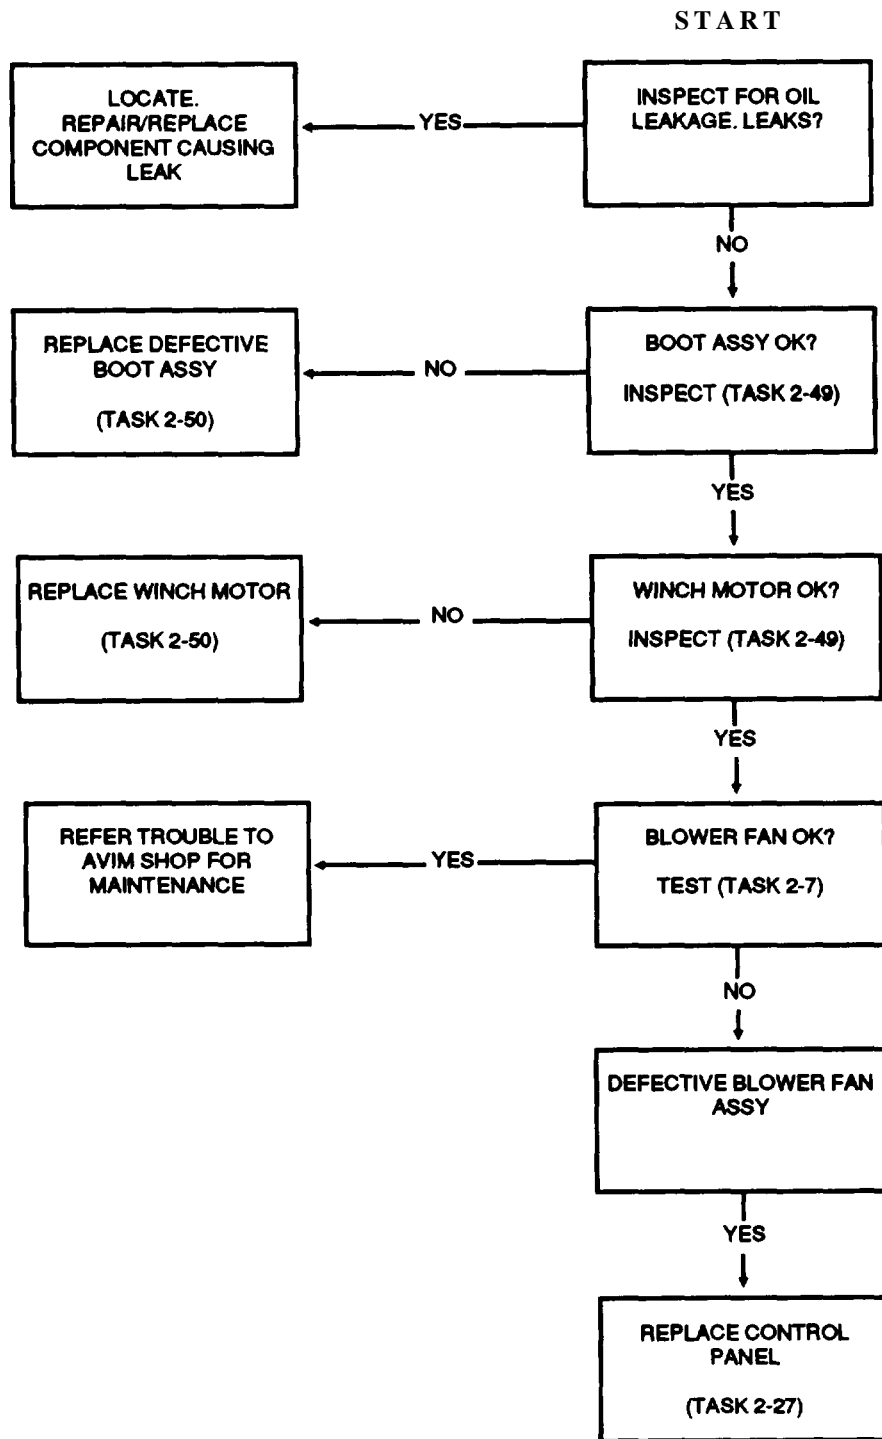 START
LOCATE.
REPAIR/REPLACE
COMPONENT CAUSING
LEAK
YES
INSPECT FOR OIL
LEAKAGE. LEAKS?
NO
REPLACE DEFECTIVE
BOOT ASSY
(TASK 2-50)
NO
BOOT ASSY OK?
INSPECT (TASK 2-49)
YES
REPLACE WINCH MOTOR
(TASK 2-50)
NO
WINCH MOTOR OK?
INSPECT (TASK 2-49)
YES
REFER TROUBLE TO
AVIM SHOP FOR
MAINTENANCE
YES
BLOWER FAN OK?
TEST (TASK 2-7)
NO
DEFECTIVE BLOWER FAN
ASSY
YES
REPLACE CONTROL
PANEL
(TASK 2-27)